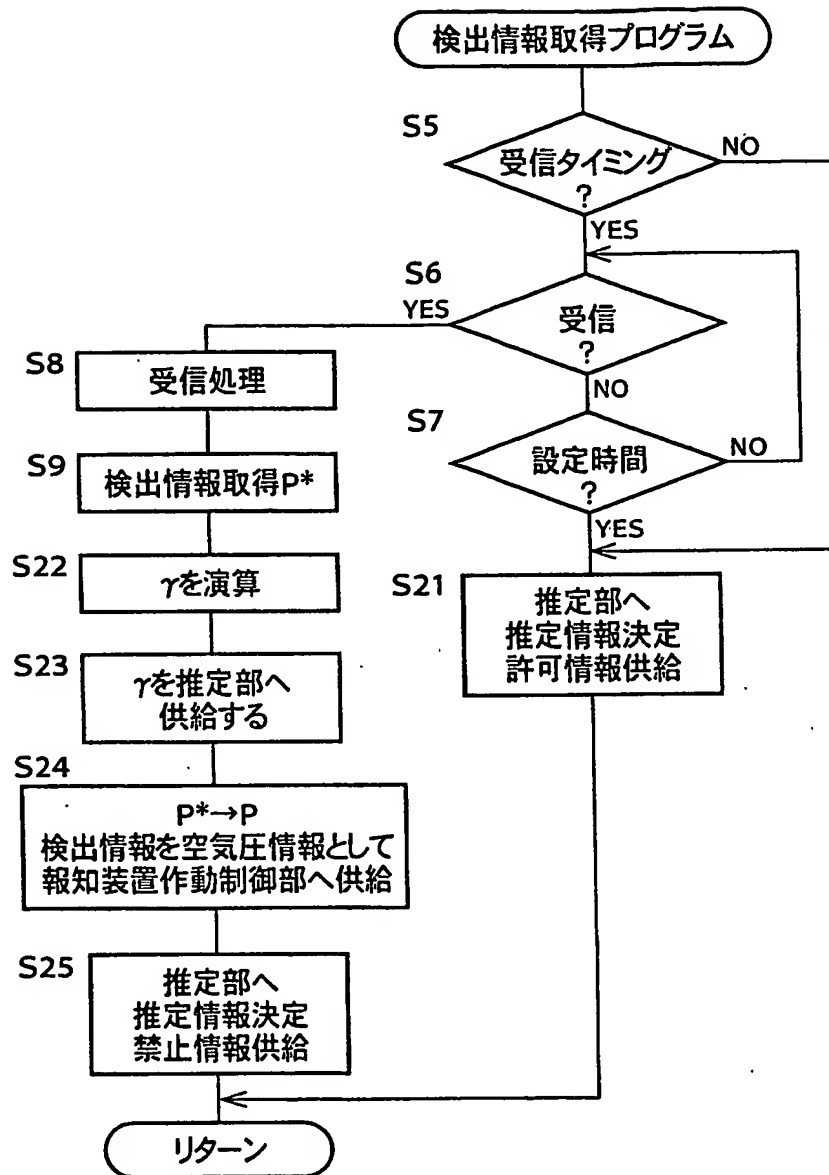 検出情報取得プログラム
S5
受信タイミング
?
NO
YES
S6
YES
受信
?
NO
S7
設定時間
?
NO
YES
S8
受信処理
S9
検出情報取得P*
S22
γを演算
S23
γを推定部へ
供給する
S24
P*→P
検出情報を空気圧情報として
報知装置作動制御部へ供給
S25
推定部へ
推定情報決定
禁止情報供給
S21
推定部へ
推定情報決定
許可情報供給
リターン